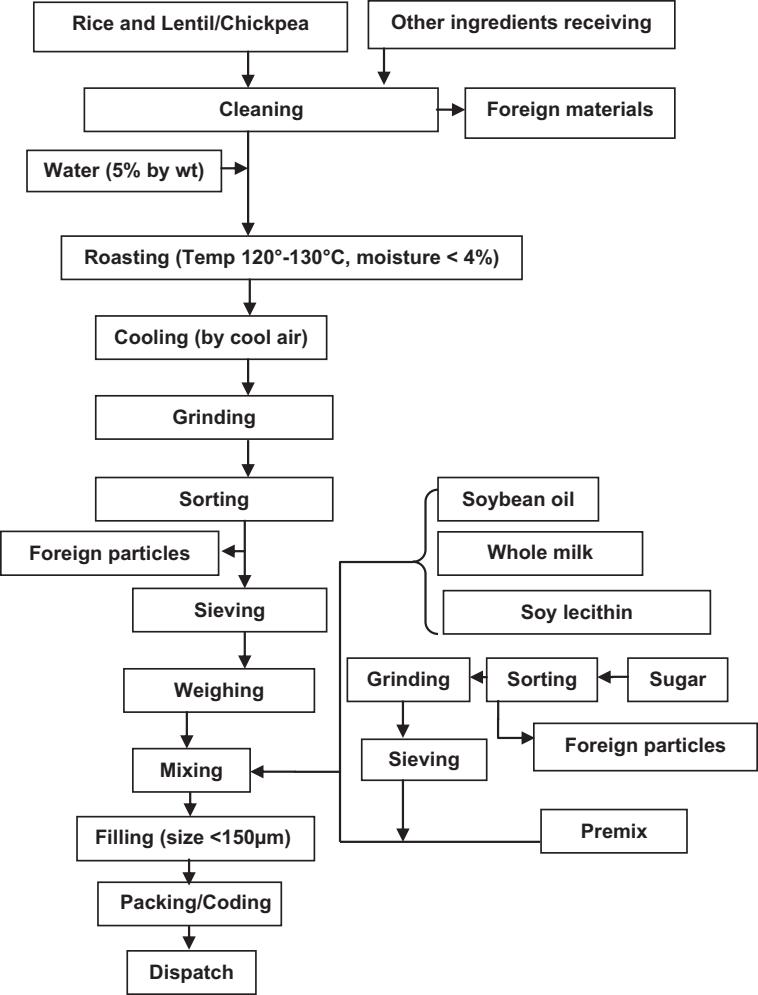 Rice and Lentil/Chickpea
Other ingredients receiving
Cleaning
Foreign materials
Water (5% by wt)
Roasting (Temp 120°-130°C, moisture < 4%)
Cooling (by cool air)
Grinding
Sorting
Foreign particles
Sieving
Weighing
Mixing
Filling (size <150µm)
Packing/Coding
Dispatch
Soybean oil
Whole milk
Soy lecithin
Grinding
Sorting
Sugar
Foreign particles
Sieving
Premix